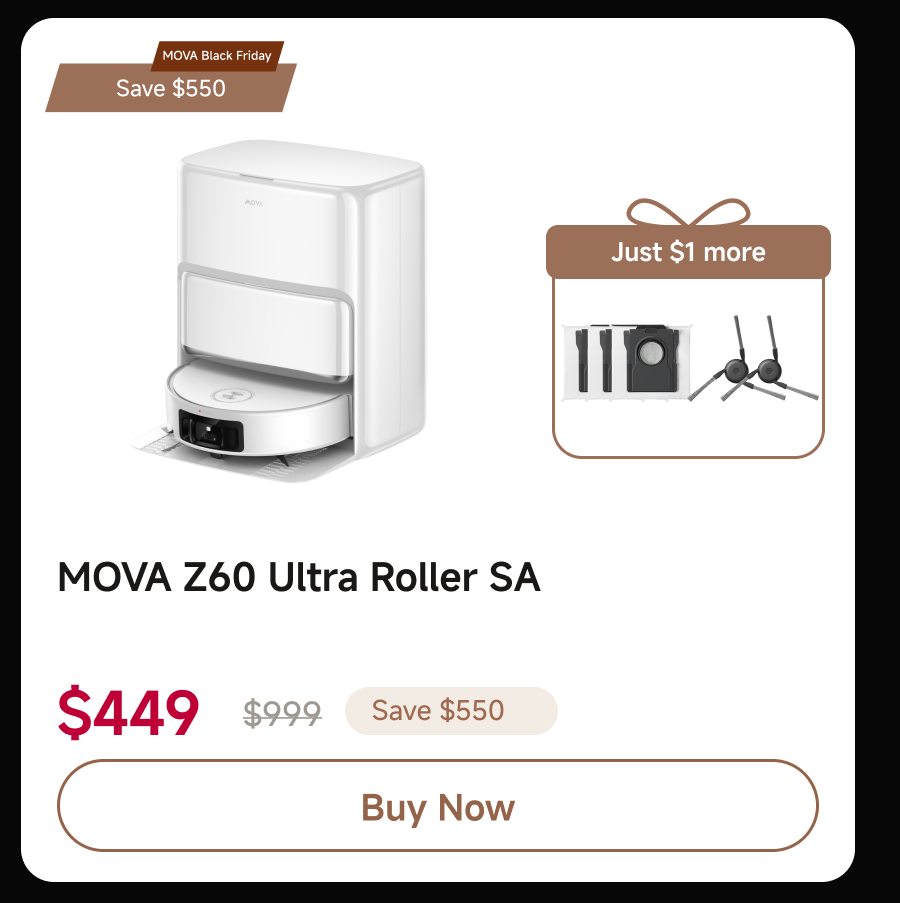 MOVA Black Friday
Save $550
MOVA
Just $1 more
MOVA Z60 Ultra Roller SA
$449 $999 Save $550
Buy Now